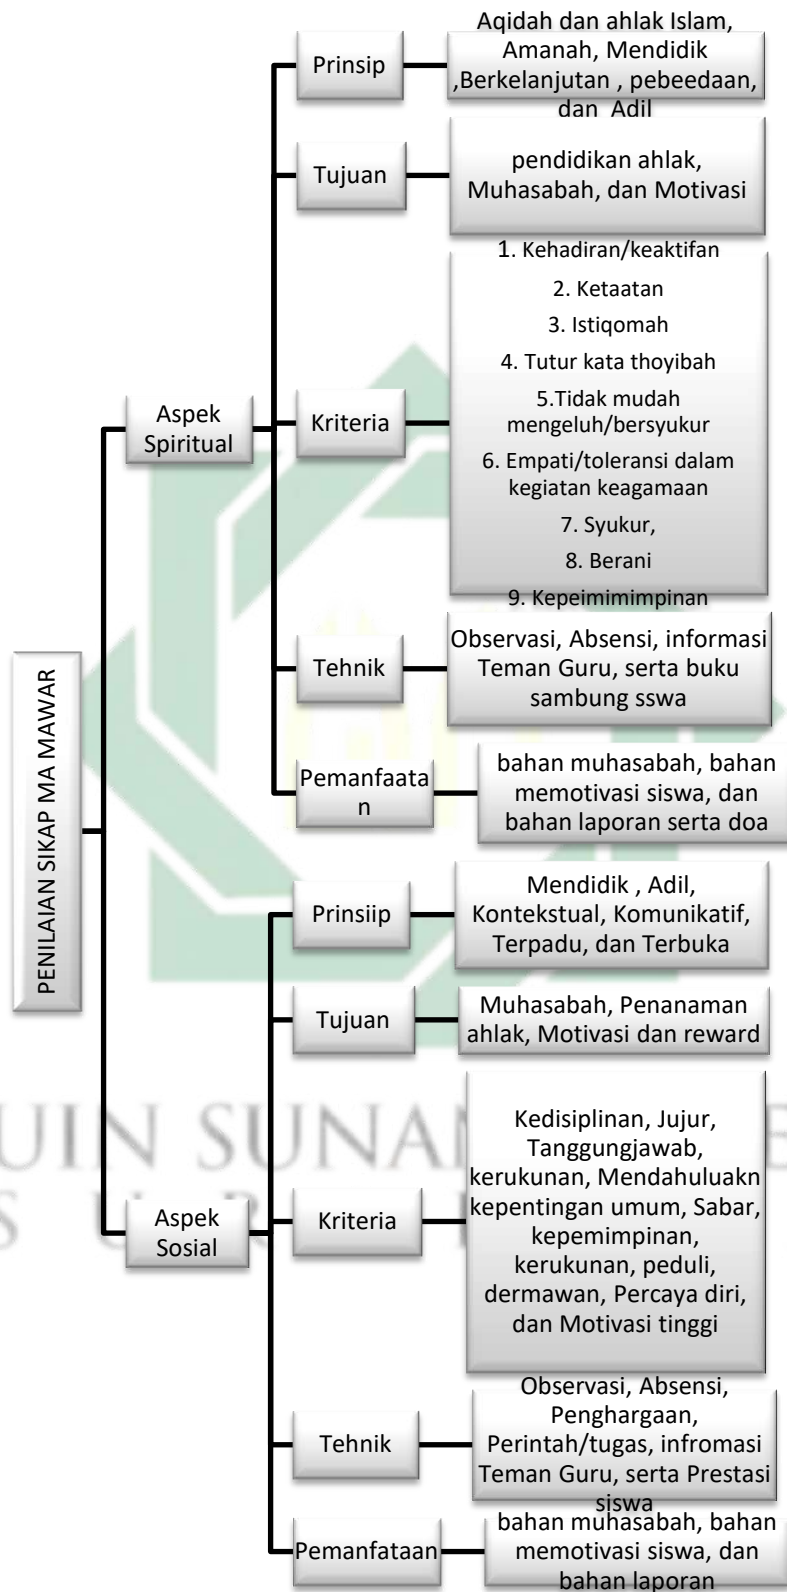 PENILAIAN SIKAP MA MAWAR
Aspek
Spiritual
Prinsip
Aqidah dan ahlak Islam,
Amanah, Mendidik
,Berkelanjutan , pebeedaan,
dan Adil
Tujuan
pendidikan ahlak,
Muhasabah, dan Motivasi
Kriteria
1. Kehadiran/keaktifan
2. Ketaatan
3. Istiqomah
4. Tutur kata thoyibah
5.Tidak mudah
mengeluh/bersyukur
6. Empati/toleransi dalam
kegiatan keagamaan
7. Syukur,
8. Berani
9. Kepeimimimpinan
Tehnik
Observasi, Absensi, informasi
Teman Guru, serta buku
sambung sswa
Pemanfaata
n
bahan muhasabah, bahan
memotivasi siswa, dan
bahan laporan serta doa
Aspek
Sosial
Prinsiip
Mendidik , Adil,
Kontekstual, Komunikatif,
Terpadu, dan Terbuka
Tujuan
Muhasabah, Penanaman
ahlak, Motivasi dan reward
Kriteria
Kedisiplinan, Jujur,
Tanggungjawab,
kerukunan, Mendahuluakn
kepentingan umum, Sabar,
kepemimpinan,
kerukunan, peduli,
dermawan, Percaya diri,
dan Motivasi tinggi
Tehnik
Observasi, Absensi,
Penghargaan,
Perintah/tugas, infromasi
Teman Guru, serta Prestasi
siswa
Pemanfataan
bahan muhasabah, bahan
memotivasi siswa, dan
bahan laporan
UIN SUNAN